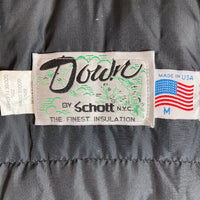 Down
BY Schott N.Y.C.
THE FINEST INSULATION
MADE IN USA
M